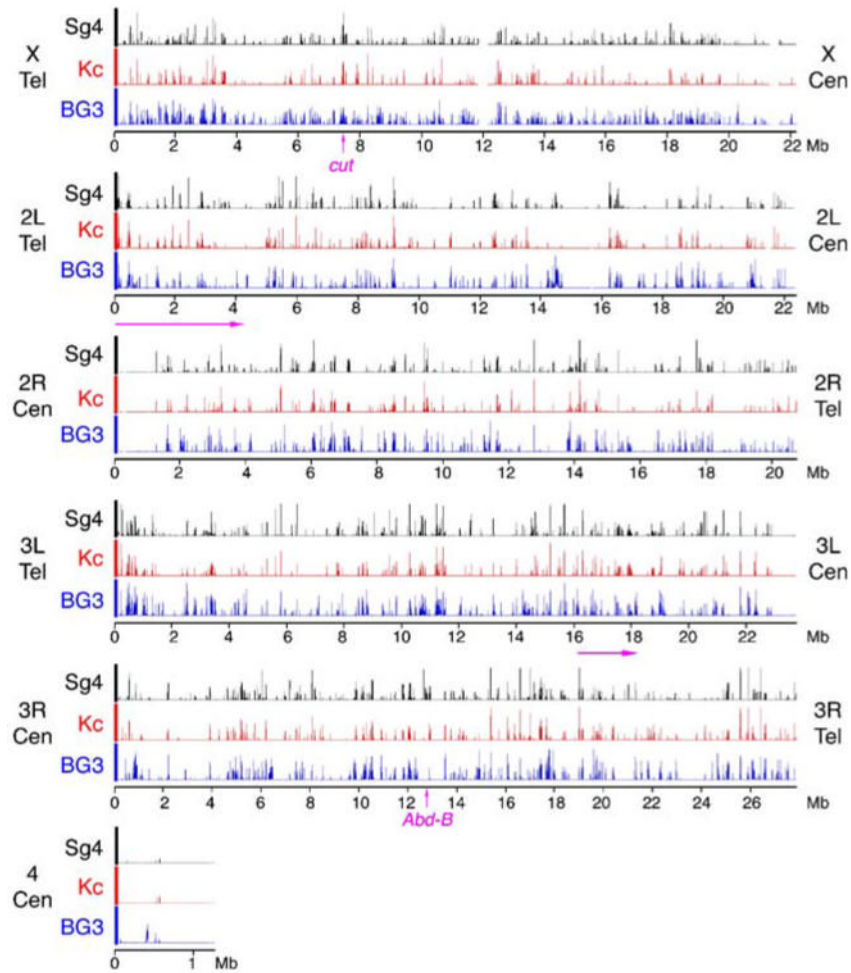 Sg4
X Tel Kc X Cen
BG3
0 2 4 6 8 10 12 14 16 18 20 22 Mb
cut
Sg4
2L Tel Kc 2L Cen
BG3
0 2 4 6 8 10 12 14 16 18 20 22 Mb
Sg4
2R Cen Kc 2R Tel
BG3
0 2 4 6 8 10 12 14 16 18 20
Sg4
3L Tel Kc 3L Cen
BG3
0 2 4 6 8 10 12 14 16 18 20 22
Sg4
3R Cen Kc 3R Tel
BG3
0 2 4 6 8 10 12 14 16 18 20 22 24 26
Abd-B
Sg4
4 Cen Kc
BG3
0 1 Mb